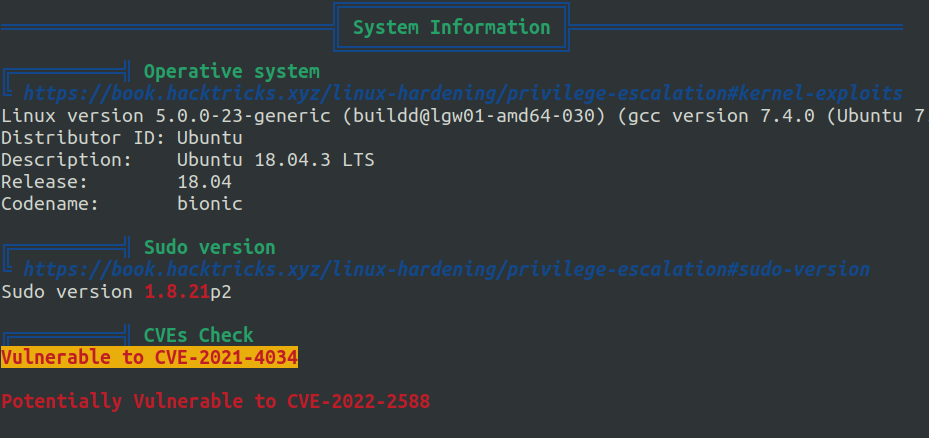 System Information
Operative system
https://book.hacktricks.xyz/linux-hardening/privilege-escalation#kernel-exploits
Linux version 5.0.0-23-generic (buildd@lgw01-amd64-030) (gcc version 7.4.0 (Ubuntu 7
Distributor ID: Ubuntu
Description:    Ubuntu 18.04.3 LTS
Release:        18.04
Codename:       bionic
Sudo version
https://book.hacktricks.xyz/linux-hardening/privilege-escalation#sudo-version
Sudo version 1.8.21p2
CVEs Check
Vulnerable to CVE-2021-4034
Potentially Vulnerable to CVE-2022-2588